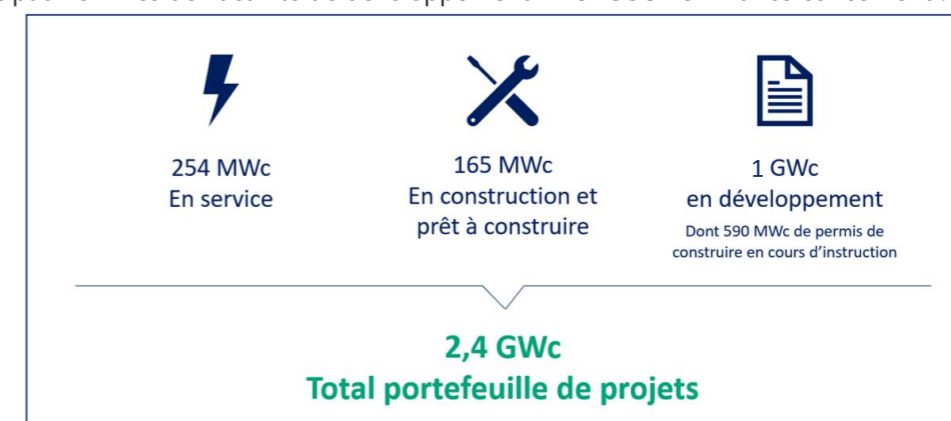 254 MWc
En service
165 MWc
En construction et
prêt à construire
1 GWc
en développement
Dont 590 MWc de permis de
construire en cours d’instruction
2,4 GWc
Total portefeuille de projets